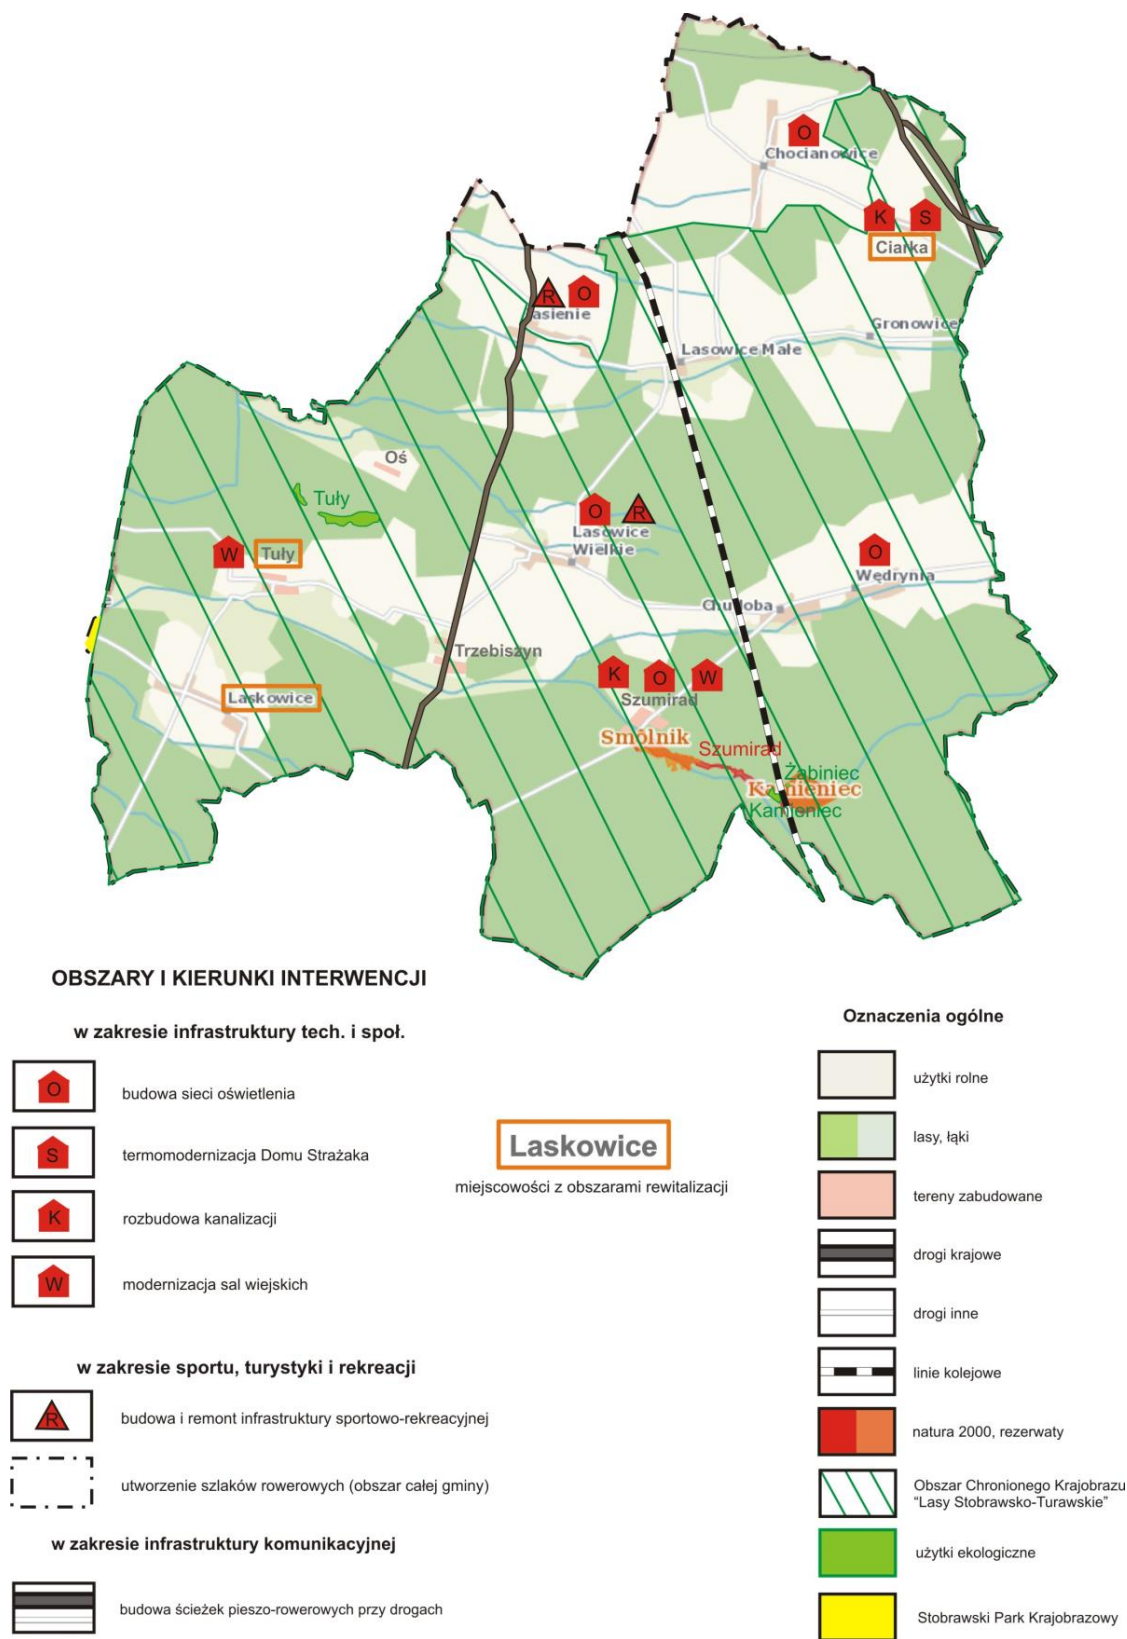 O
Chocianowice
K
S
Ciarka
R
O
asienie
Gronowice
Lasowice Małe
Oś
Tuły
O
R
Lasowice
Wielkie
W
Tuły
O
Wędrynia
Chudoba
Trzebiszyn
K
O
W
Laskowice
Szumirad
Smolnik
Szumirad
Żabiniec
Kamieniec
Kamieniec
OBSZARY I KIERUNKI INTERWENCJI
w zakresie infrastruktury tech. i społ.
O
budowa sieci oświetlenia
S
termomodernizacja Domu Strażaka
K
rozbudowa kanalizacji
W
modernizacja sal wiejskich
Laskowice
miejscowości z obszarami rewitalizacji
w zakresie sportu, turystyki i rekreacji
R
budowa i remont infrastruktury sportowo-rekreacyjnej
utworzenie szlaków rowerowych (obszar całej gminy)
w zakresie infrastruktury komunikacyjnej
budowa ścieżek pieszo-rowerowych przy drogach
Oznaczenia ogólne
użytki rolne
lasy, łąki
tereny zabudowane
drogi krajowe
drogi inne
linie kolejowe
natura 2000, rezerwaty
Obszar Chronionego Krajobrazu
“Lasy Stobrawsko-Turawskie”
użytki ekologiczne
Stobrawski Park Krajobrazowy